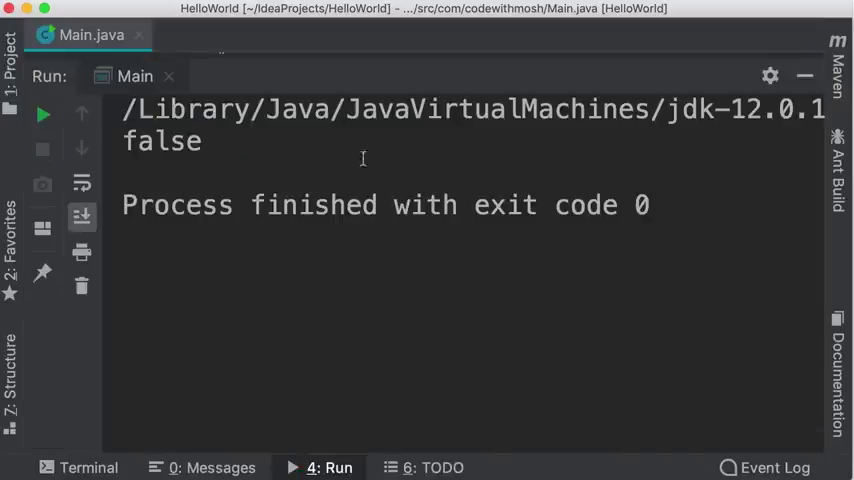 HelloWorld [~/IdeaProjects/HelloWorld] - .../src/com/codewithmosh/Main.java [HelloWorld]
Main.java
Run: Main
/Library/Java/JavaVirtualMachines/jdk-12.0.1
false
Process finished with exit code 0
1: Project
2: Favorites
7: Structure
m Maven
Ant Build
Documentation
Terminal 0: Messages 4: Run 6: TODO Event Log